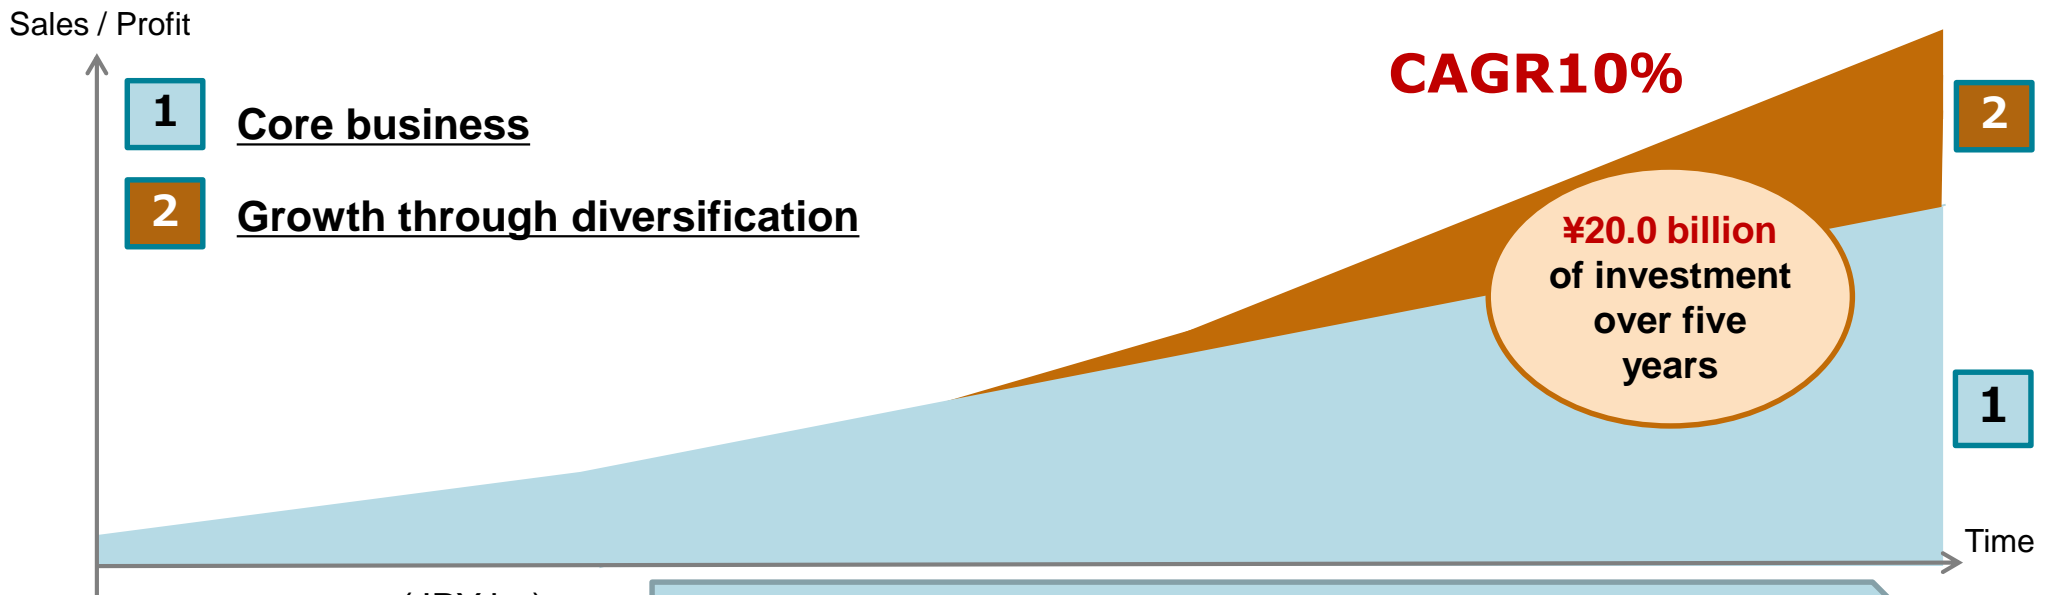 Sales / Profit
CAGR10%
1
Core business
2
2
Growth through diversification
¥20.0 billion
of investment
over five
years
1
Time